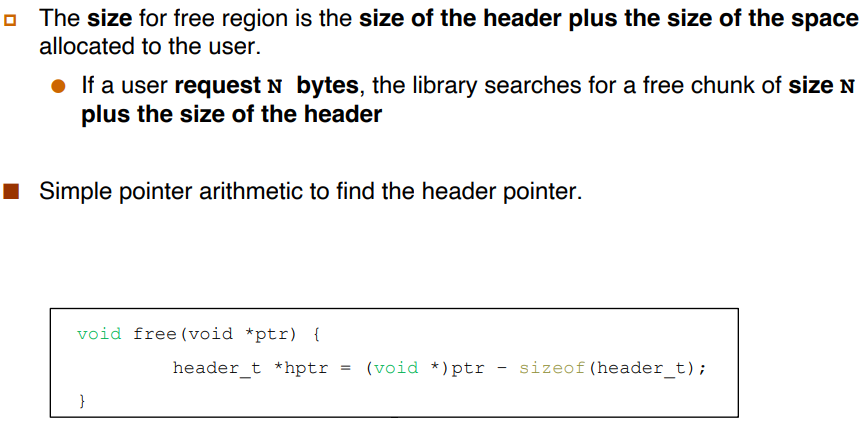 The size for free region is the size of the header plus the size of the space
allocated to the user.
If a user request N bytes, the library searches for a free chunk of size N
plus the size of the header
Simple pointer arithmetic to find the header pointer.
void free(void *ptr) {
header_t *hptr = (void *)ptr – sizeof(header_t);
}